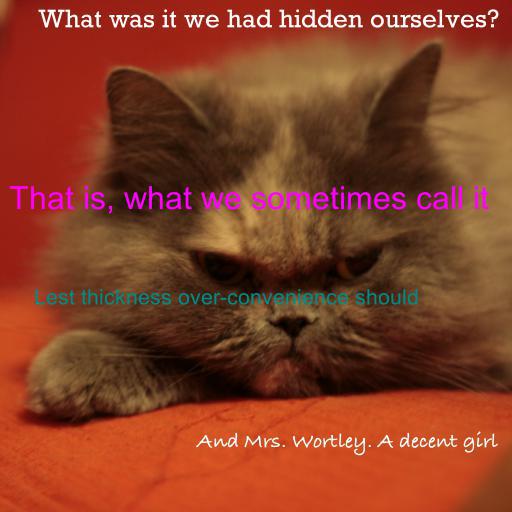 What was it we had hidden ourselves?
That is, what we sometimes call it
Lest thickness over-convenience should
And Mrs. Wortley. A decent girl